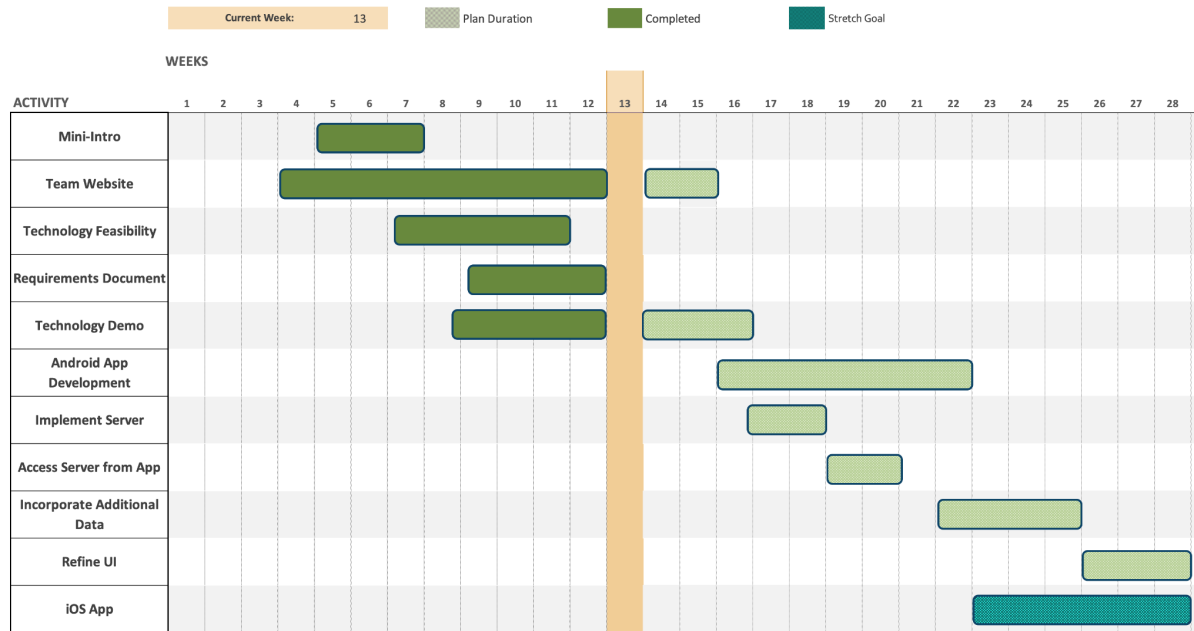 Current Week: 13 Plan Duration Completed Stretch Goal
WEEKS
ACTIVITY 1 2 3 4 5 6 7 8 9 10 11 12 13 14 15 16 17 18 19 20 21 22 23 24 25 26 27 28
Mini-Intro
Team Website
Technology Feasibility
Requirements Document
Technology Demo
Android App
Development
Implement Server
Access Server from App
Incorporate Additional
Data
Refine UI
iOS App